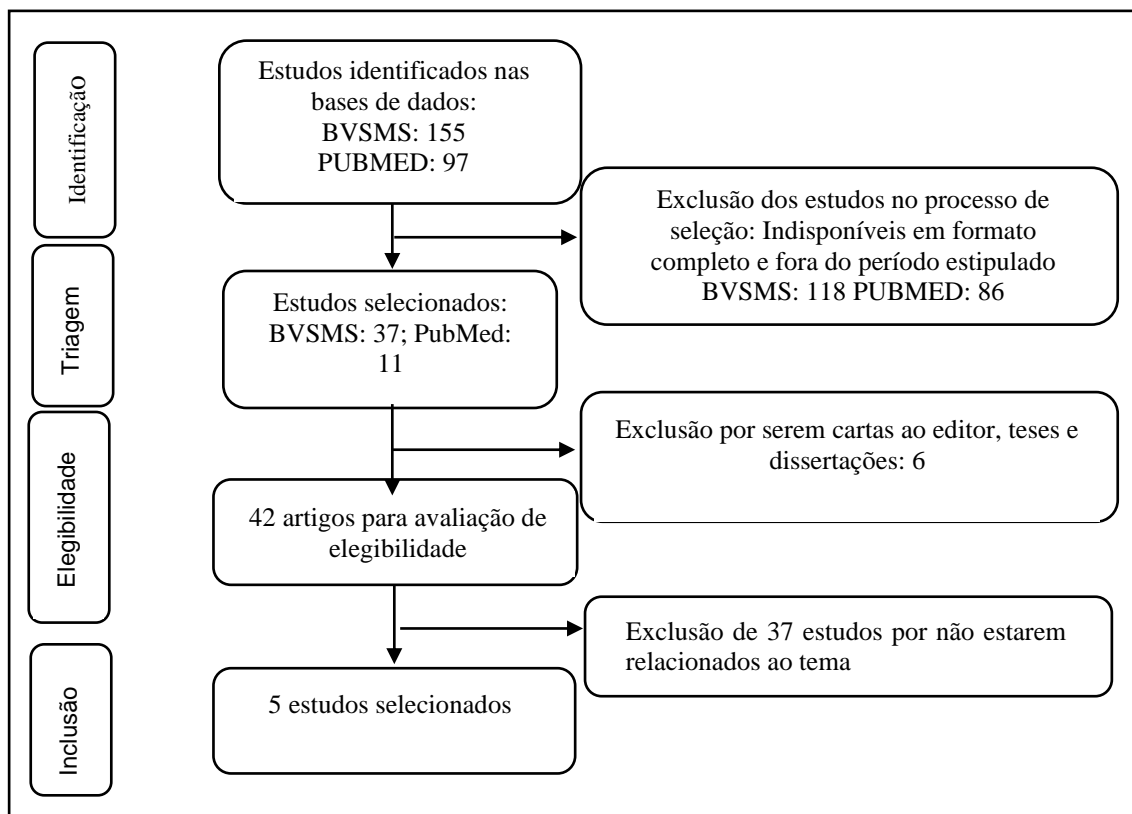 Identificação
Estudos identificados nas
bases de dados:
BVSMS: 155
PUBMED: 97
Exclusão dos estudos no processo de
seleção: Indisponíveis em formato
completo e fora do período estipulado
BVSMS: 118 PUBMED: 86
Triagem
Estudos selecionados:
BVSMS: 37; PubMed:
11
Exclusão por serem cartas ao editor, teses e
dissertações: 6
Elegibilidade
42 artigos para avaliação de
elegibilidade
Exclusão de 37 estudos por não estarem
relacionados ao tema
Inclusão
5 estudos selecionados